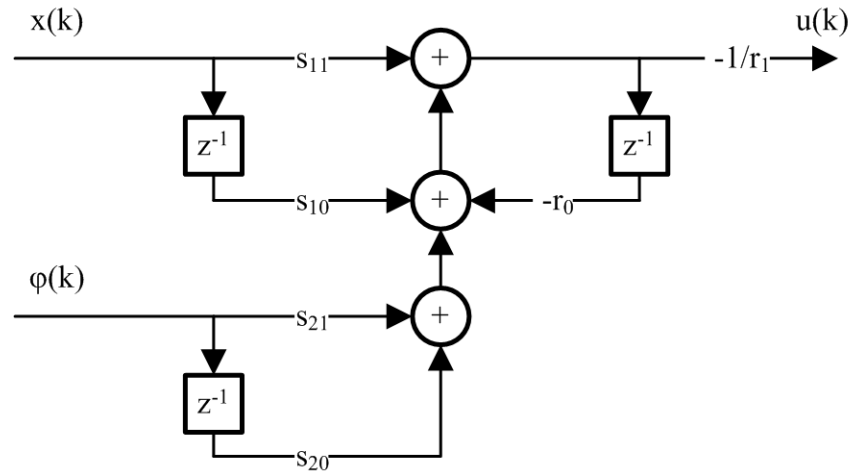 x(k) u(k)
s₁₁ + -1/r₁
z⁻¹ z⁻¹
s₁₀ + -r₀
φ(k)
s₂₁ +
z⁻¹
s₂₀